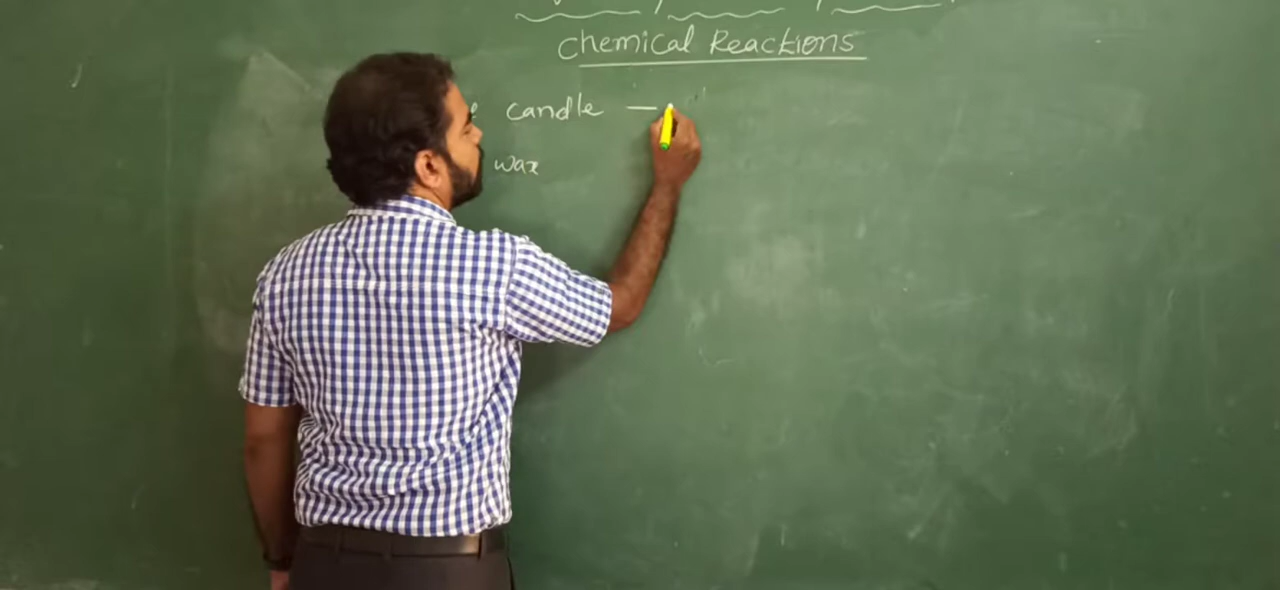 Chemical Reactions
candle —
wax